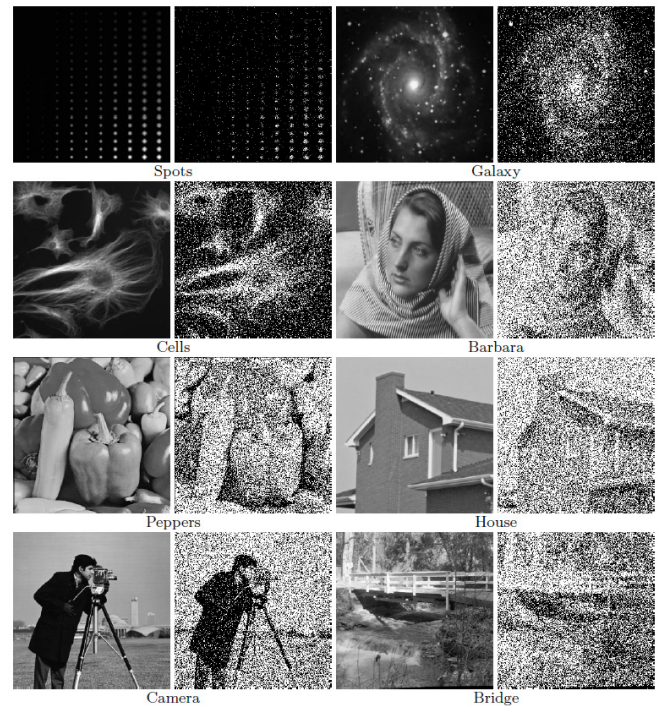 Spots
Galaxy
Cells
Barbara
Peppers
House
Camera
Bridge